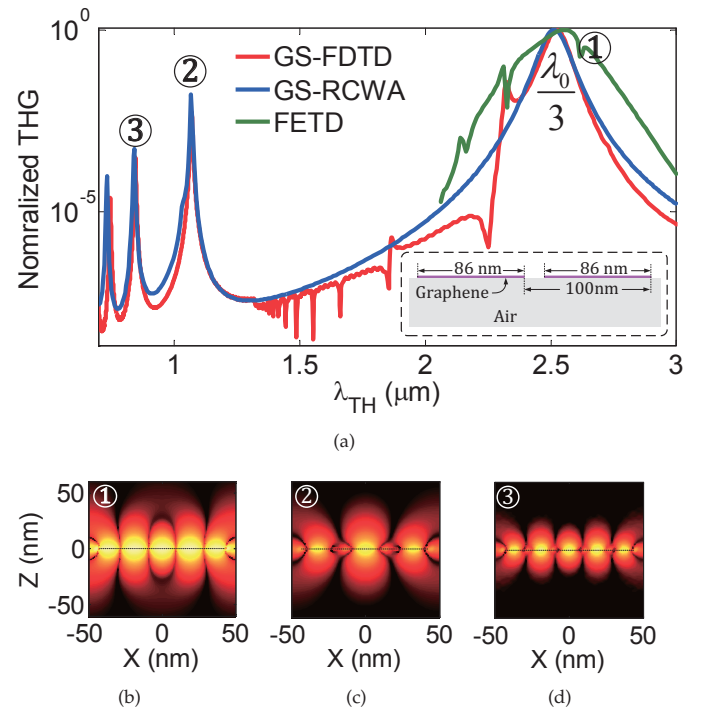 10⁰
10⁻⁵
Nomralized THG
GS-FDTD
GS-RCWA
FETD
①
②
③
λ₀/3
86 nm
86 nm
Graphene
100nm
Air
1
1.5
2
2.5
3
λTH (μm)
(a)
①
②
③
50
0
-50
Z (nm)
-50 0 50
-50 0 50
-50 0 50
X (nm)
X (nm)
X (nm)
(b)
(c)
(d)